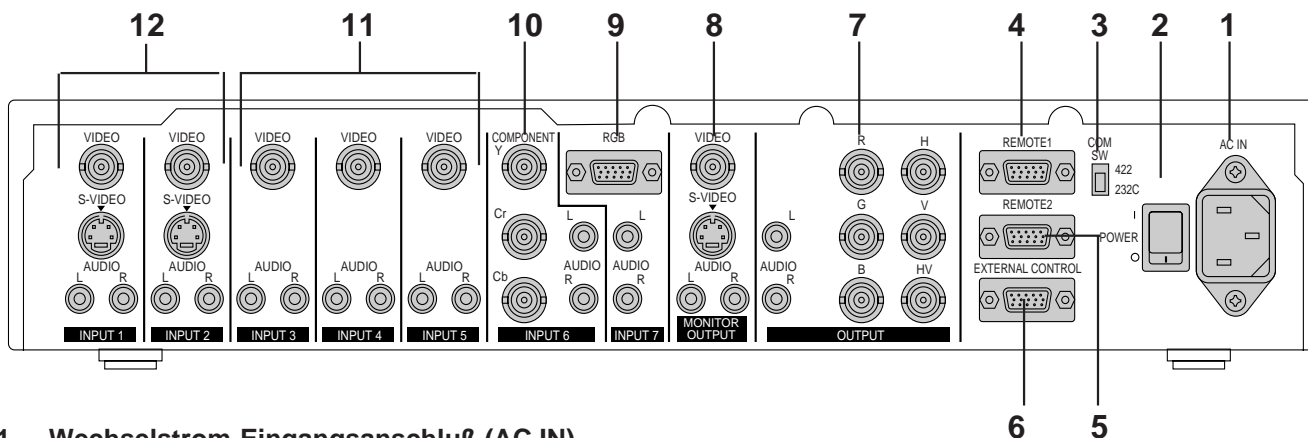 12 11 10 9 8 7 4 3 2 1
VIDEO VIDEO VIDEO VIDEO VIDEO COMPONENT RGB VIDEO R H REMOTE1 COM SW AC IN
Y
422
232C
S-VIDEO S-VIDEO Cr L L S-VIDEO L G V REMOTE2
I
POWER
O
AUDIO AUDIO AUDIO AUDIO AUDIO AUDIO AUDIO AUDIO AUDIO EXTERNAL CONTROL
L R L R L R L R L R Cb R R L R R B HV
INPUT 1 INPUT 2 INPUT 3 INPUT 4 INPUT 5 INPUT 6 INPUT 7 MONITOR OUTPUT OUTPUT
6 5
1 Wechselstrom-Eingangsanschluß (AC IN)